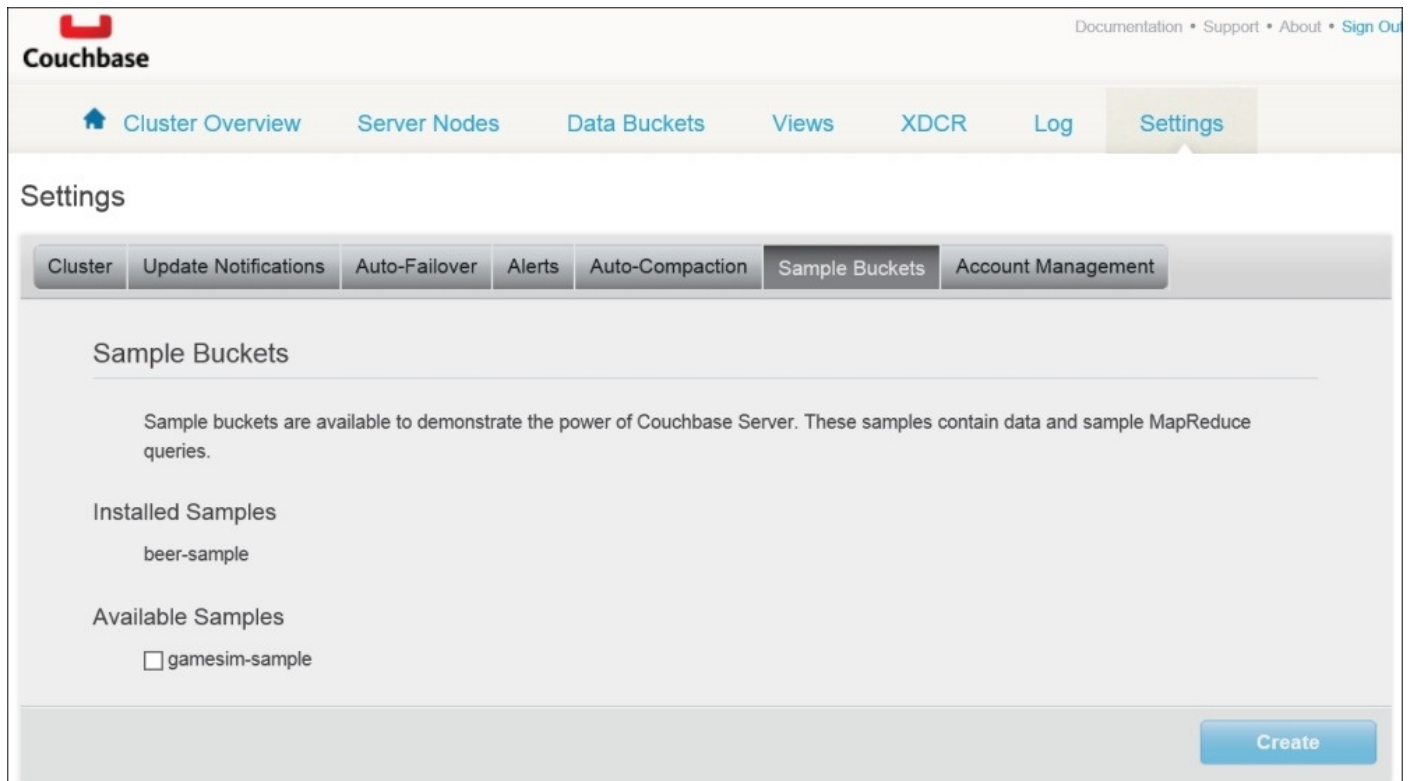 Couchbase
Documentation • Support • About • Sign Out
Cluster Overview Server Nodes Data Buckets Views XDCR Log Settings
Settings
Cluster Update Notifications Auto-Failover Alerts Auto-Compaction Sample Buckets Account Management
Sample Buckets
Sample buckets are available to demonstrate the power of Couchbase Server. These samples contain data and sample MapReduce
queries.
Installed Samples
beer-sample
Available Samples
gamesim-sample
Create